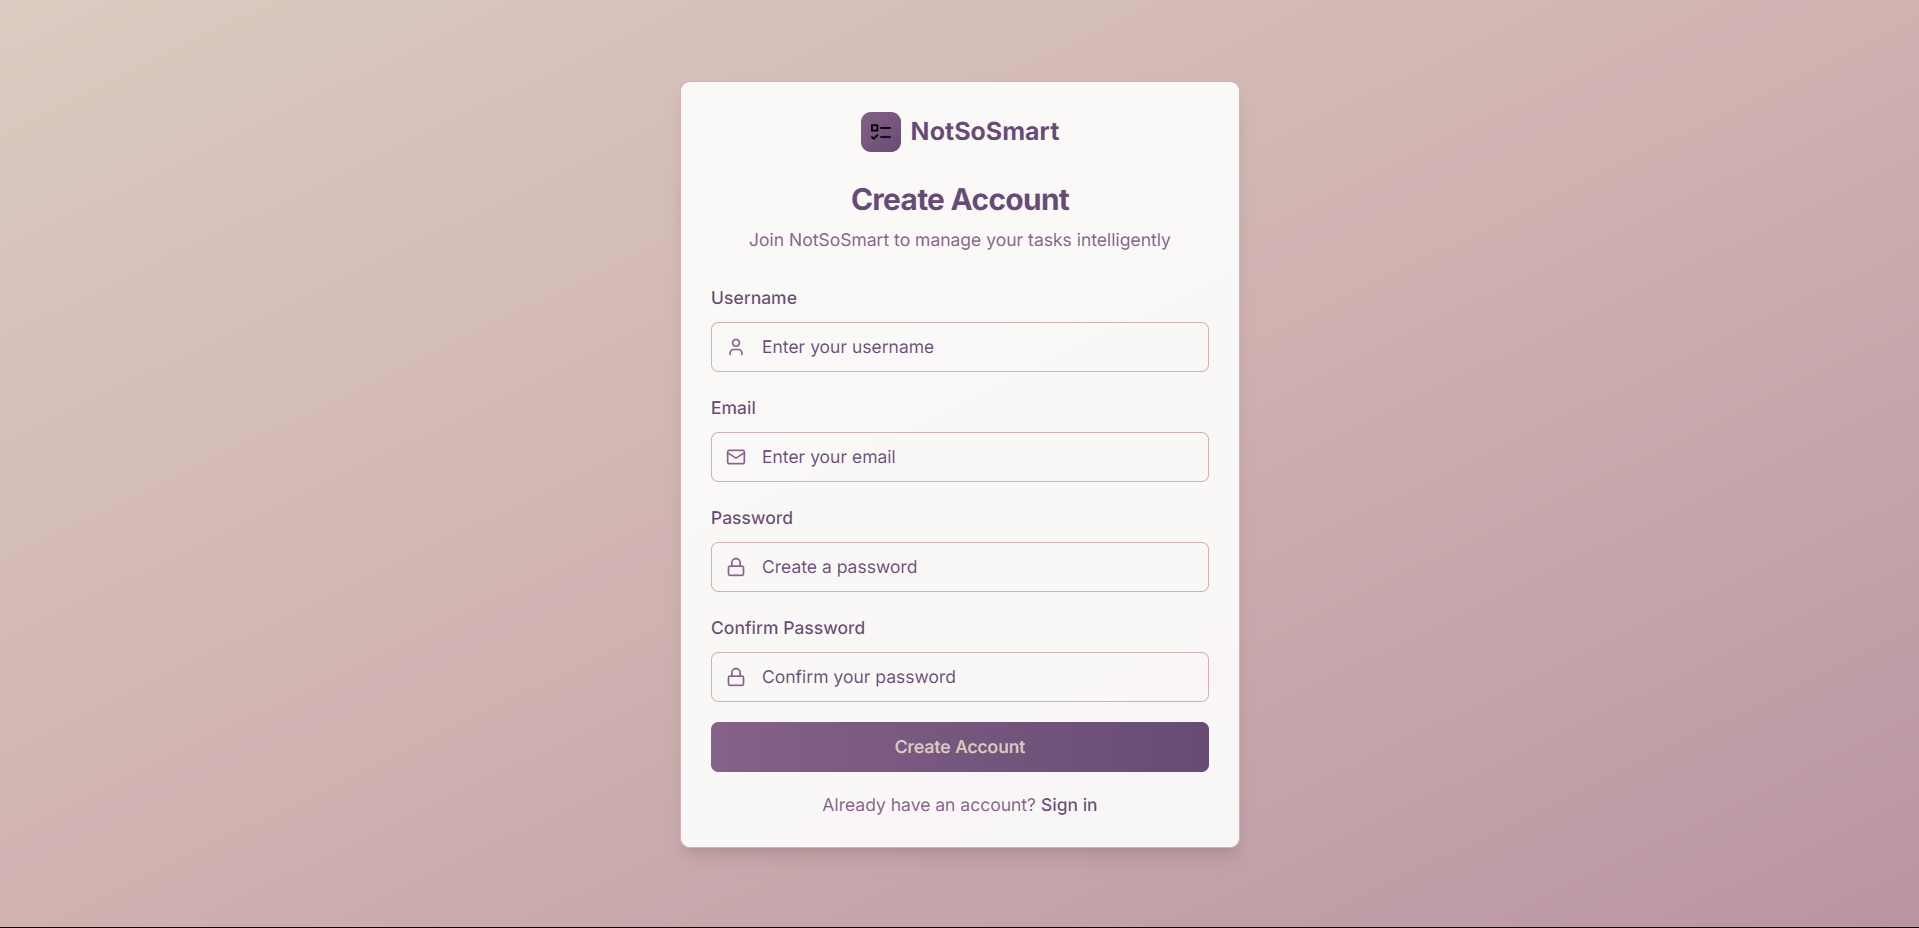 NotSoSmart
Create Account
Join NotSoSmart to manage your tasks intelligently
Username
Enter your username
Email
Enter your email
Password
Create a password
Confirm Password
Confirm your password
Create Account
Already have an account? Sign in